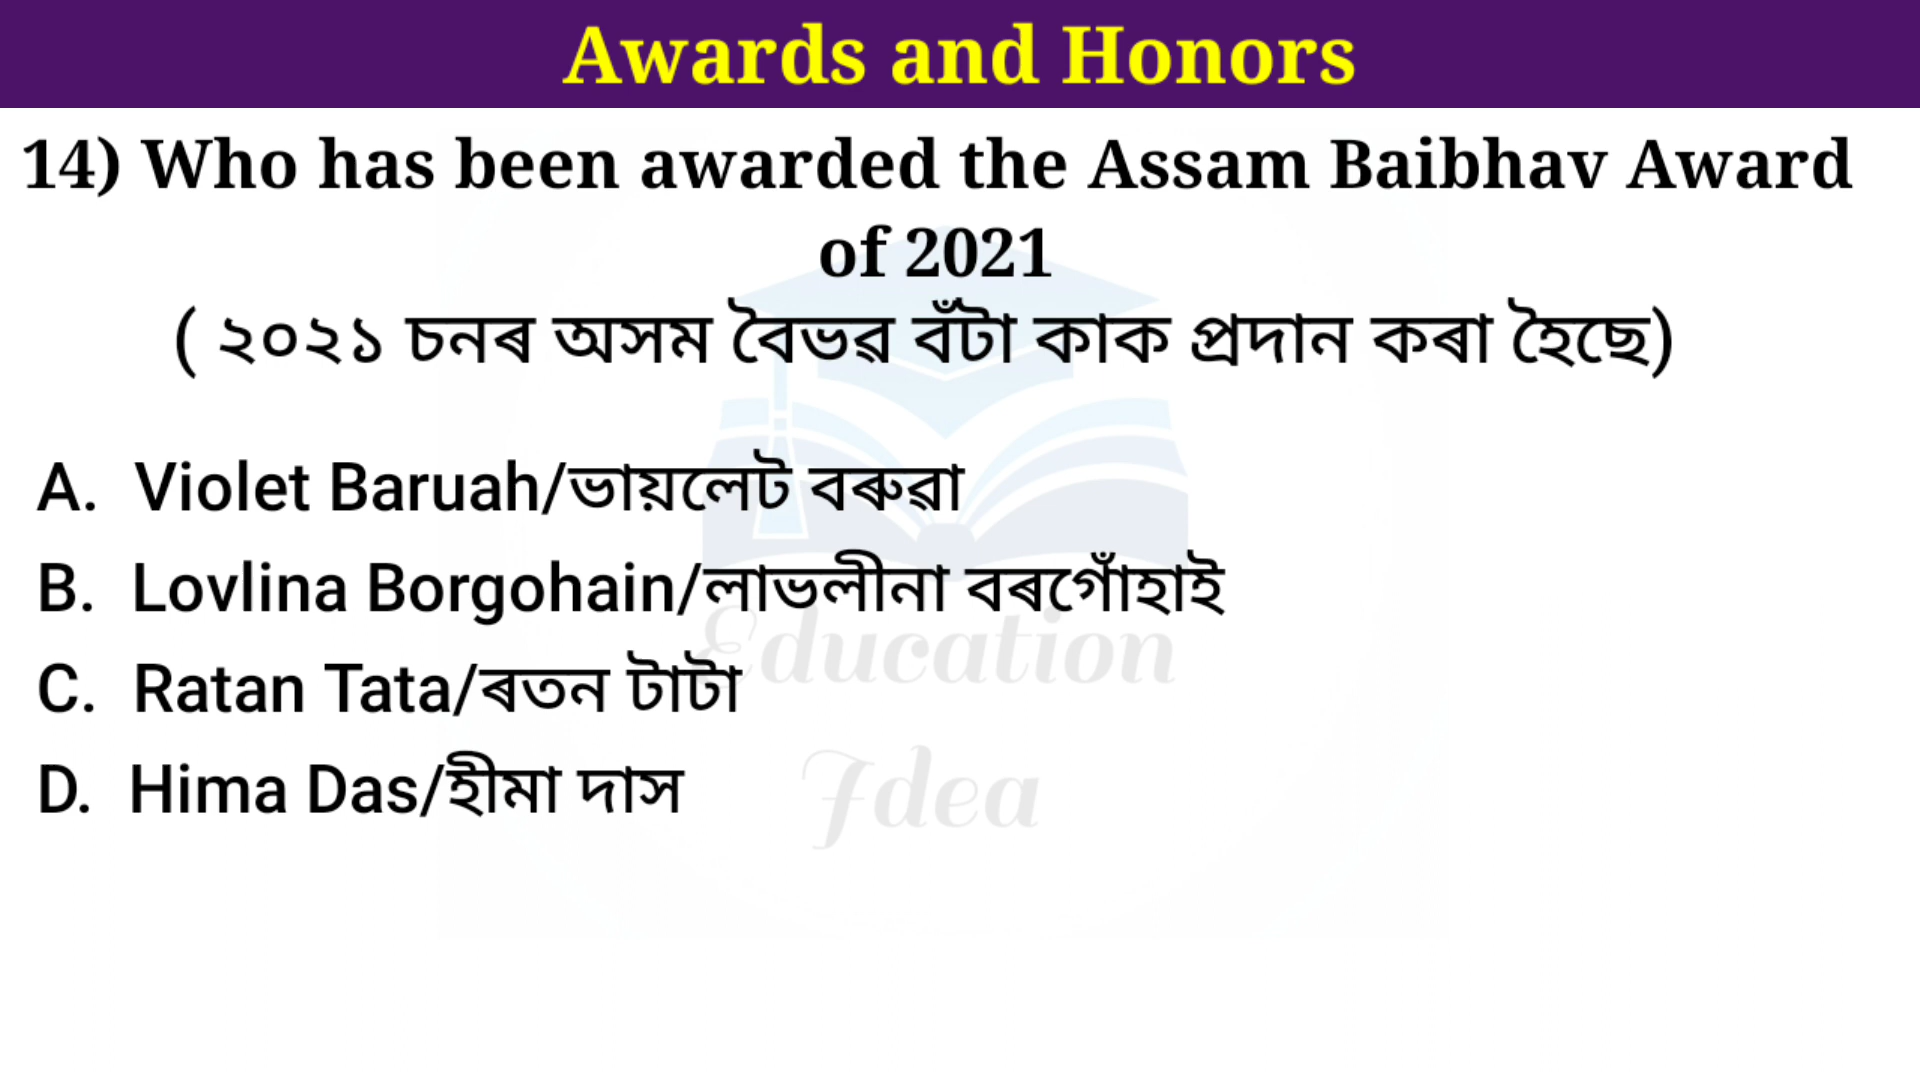 Awards and Honors
14) Who has been awarded the Assam Baibhav Award
of 2021
( ২০২১ চনৰ অসম বৈভৱ বঁটা কাক প্ৰদান কৰা হৈছে)
A. Violet Baruah/ভায়লেট বৰুৱা
B. Lovlina Borgohain/লাভলীনা বৰগোঁহাই
Education
C. Ratan Tata/ৰতন টাটা
D. Hima Das/হীমা দাস
Idea